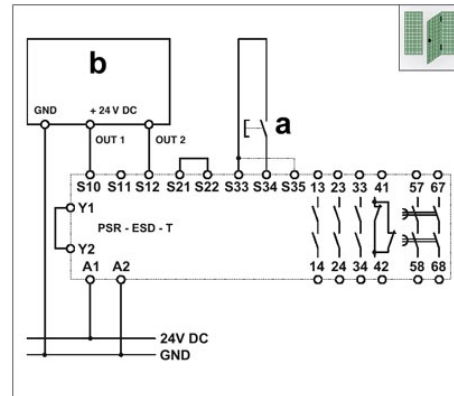 b
GND + 24 V DC
OUT 1 OUT 2
a
S10 S11 S12 S21 S22 S33 S34 S35 13 23 33 41 57 67
Y1
PSR - ESD - T
Y2
A1 A2 14 24 34 42 58 68
24V DC
GND